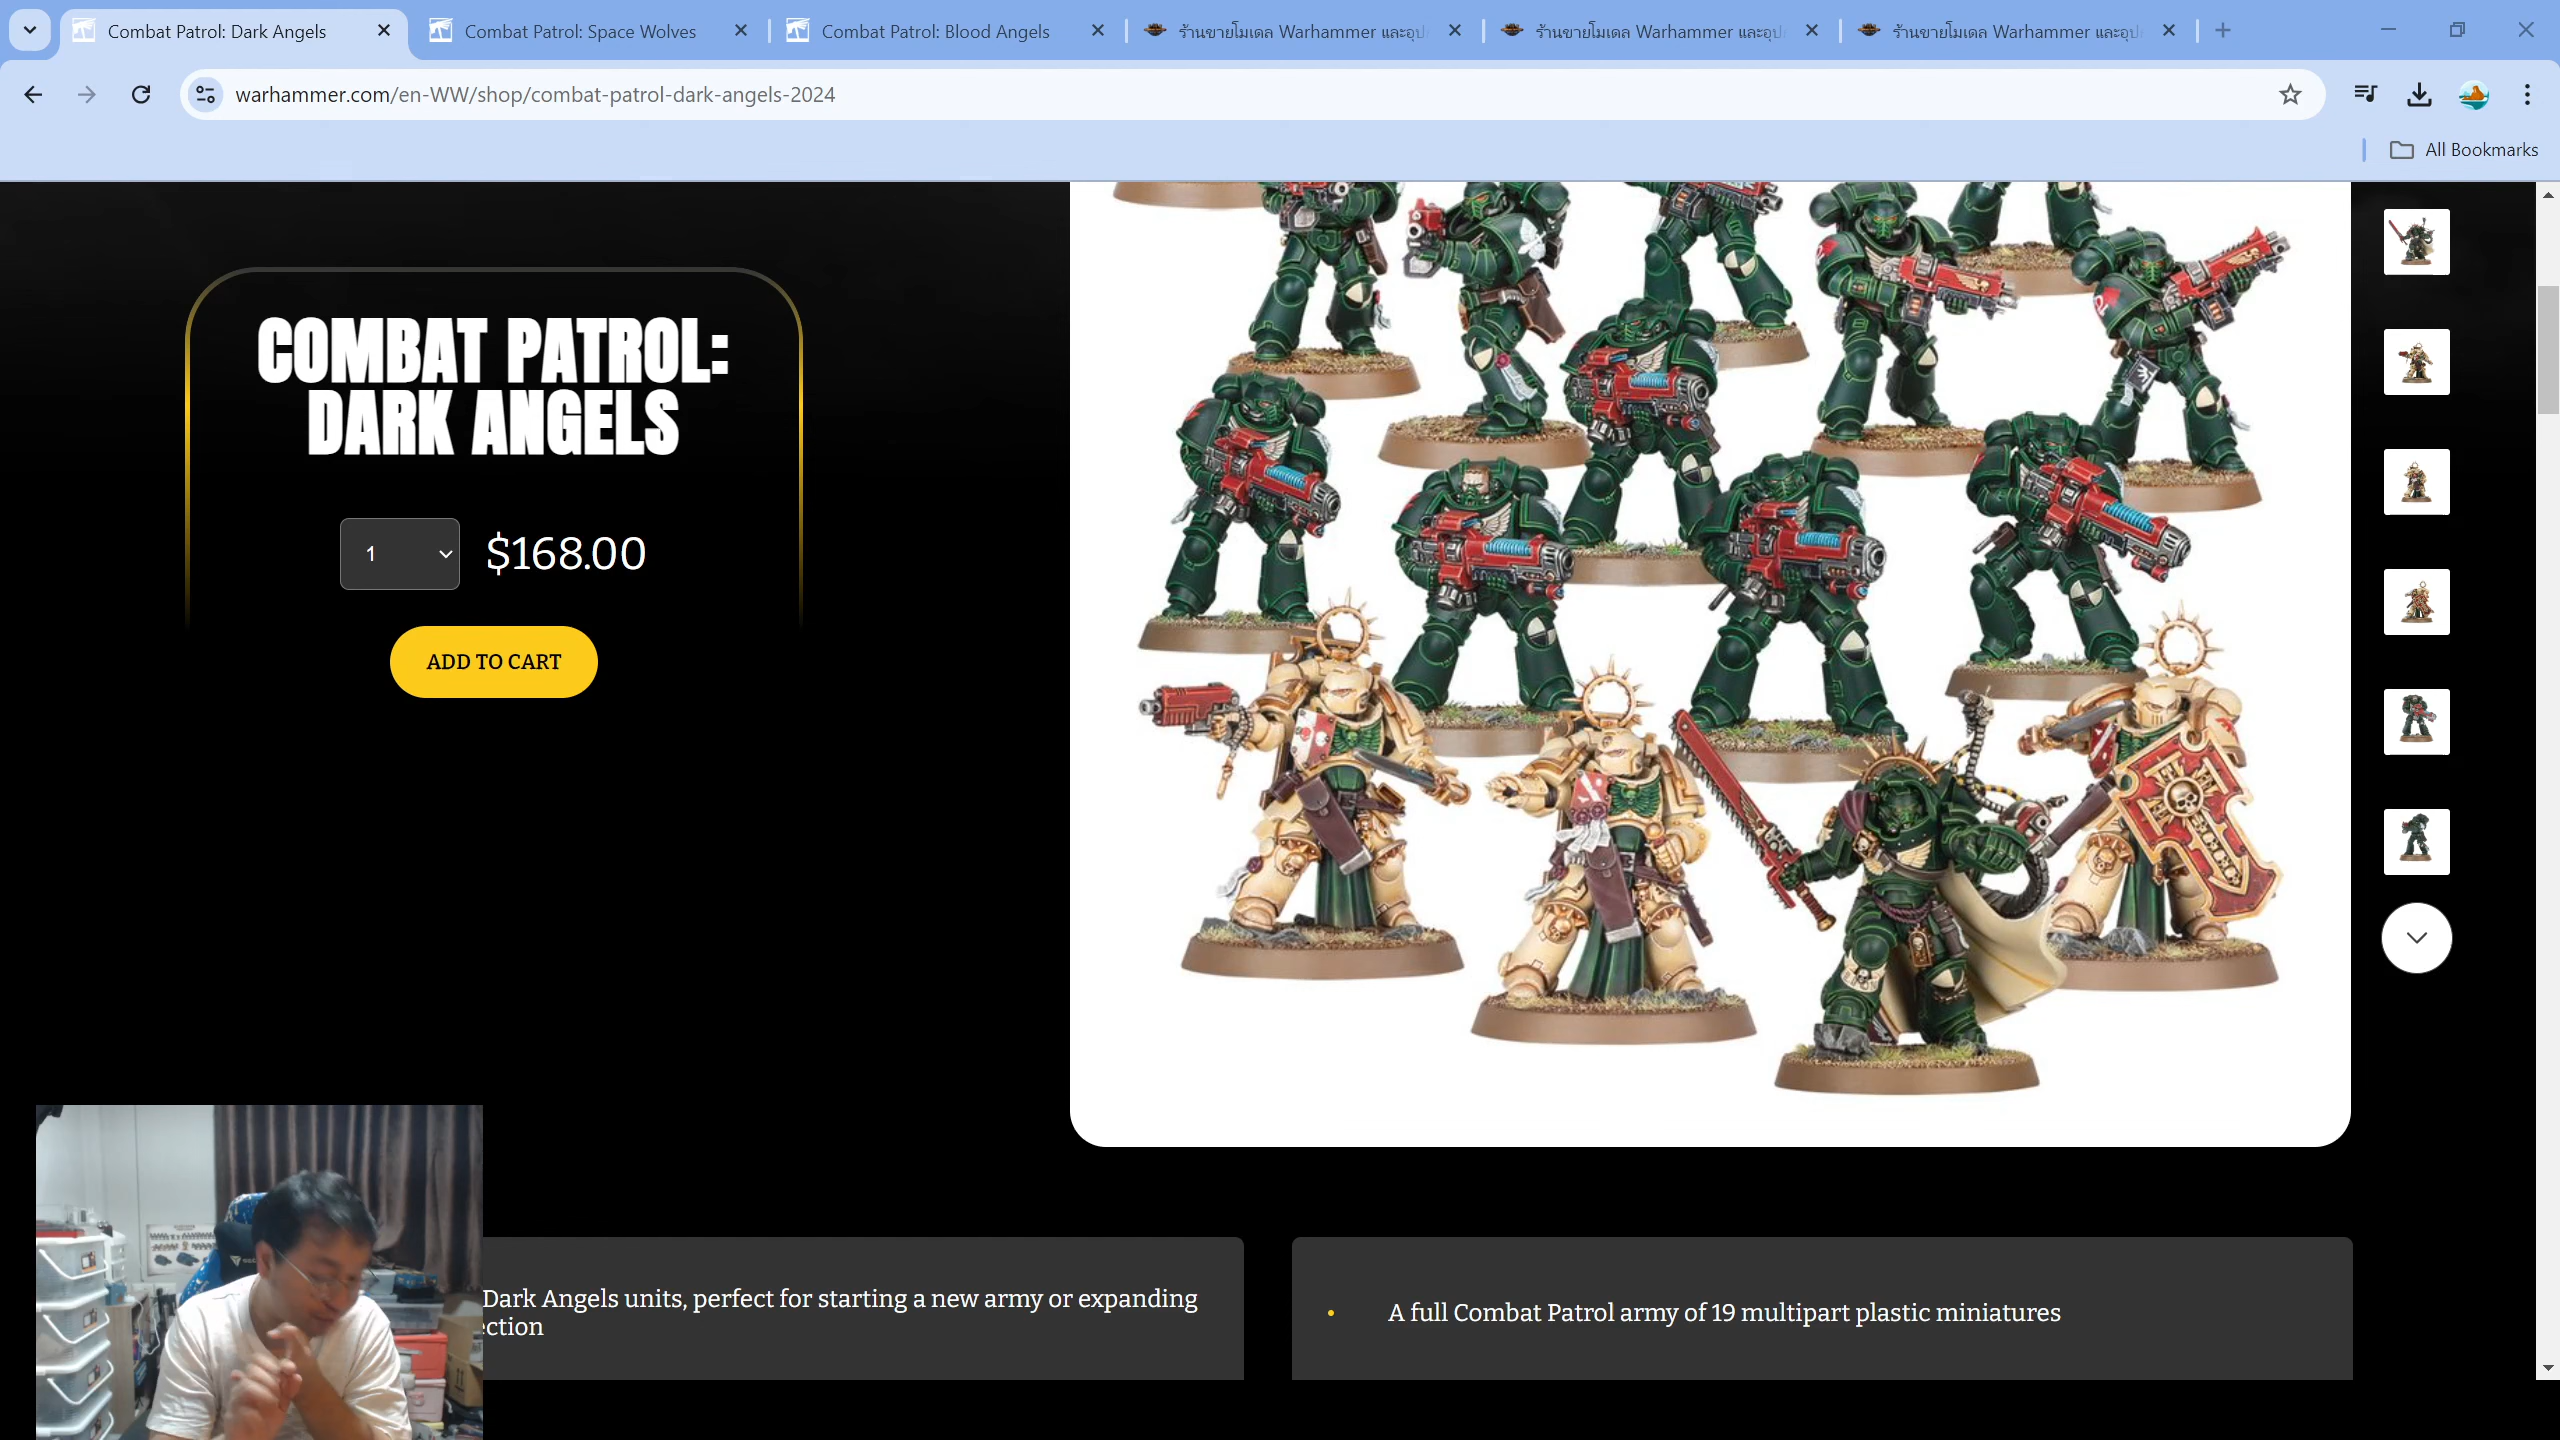 Combat Patrol: Dark Angels
Combat Patrol: Space Wolves
Combat Patrol: Blood Angels
ร้านขายโมเดล Warhammer และอุป
ร้านขายโมเดล Warhammer และอุป
ร้านขายโมเดล Warhammer และอุป
warhammer.com/en-WW/shop/combat-patrol-dark-angels-2024
All Bookmarks
COMBAT PATROL:
DARK ANGELS
1
$168.00
ADD TO CART
Dark Angels units, perfect for starting a new army or expanding
ection
A full Combat Patrol army of 19 multipart plastic miniatures